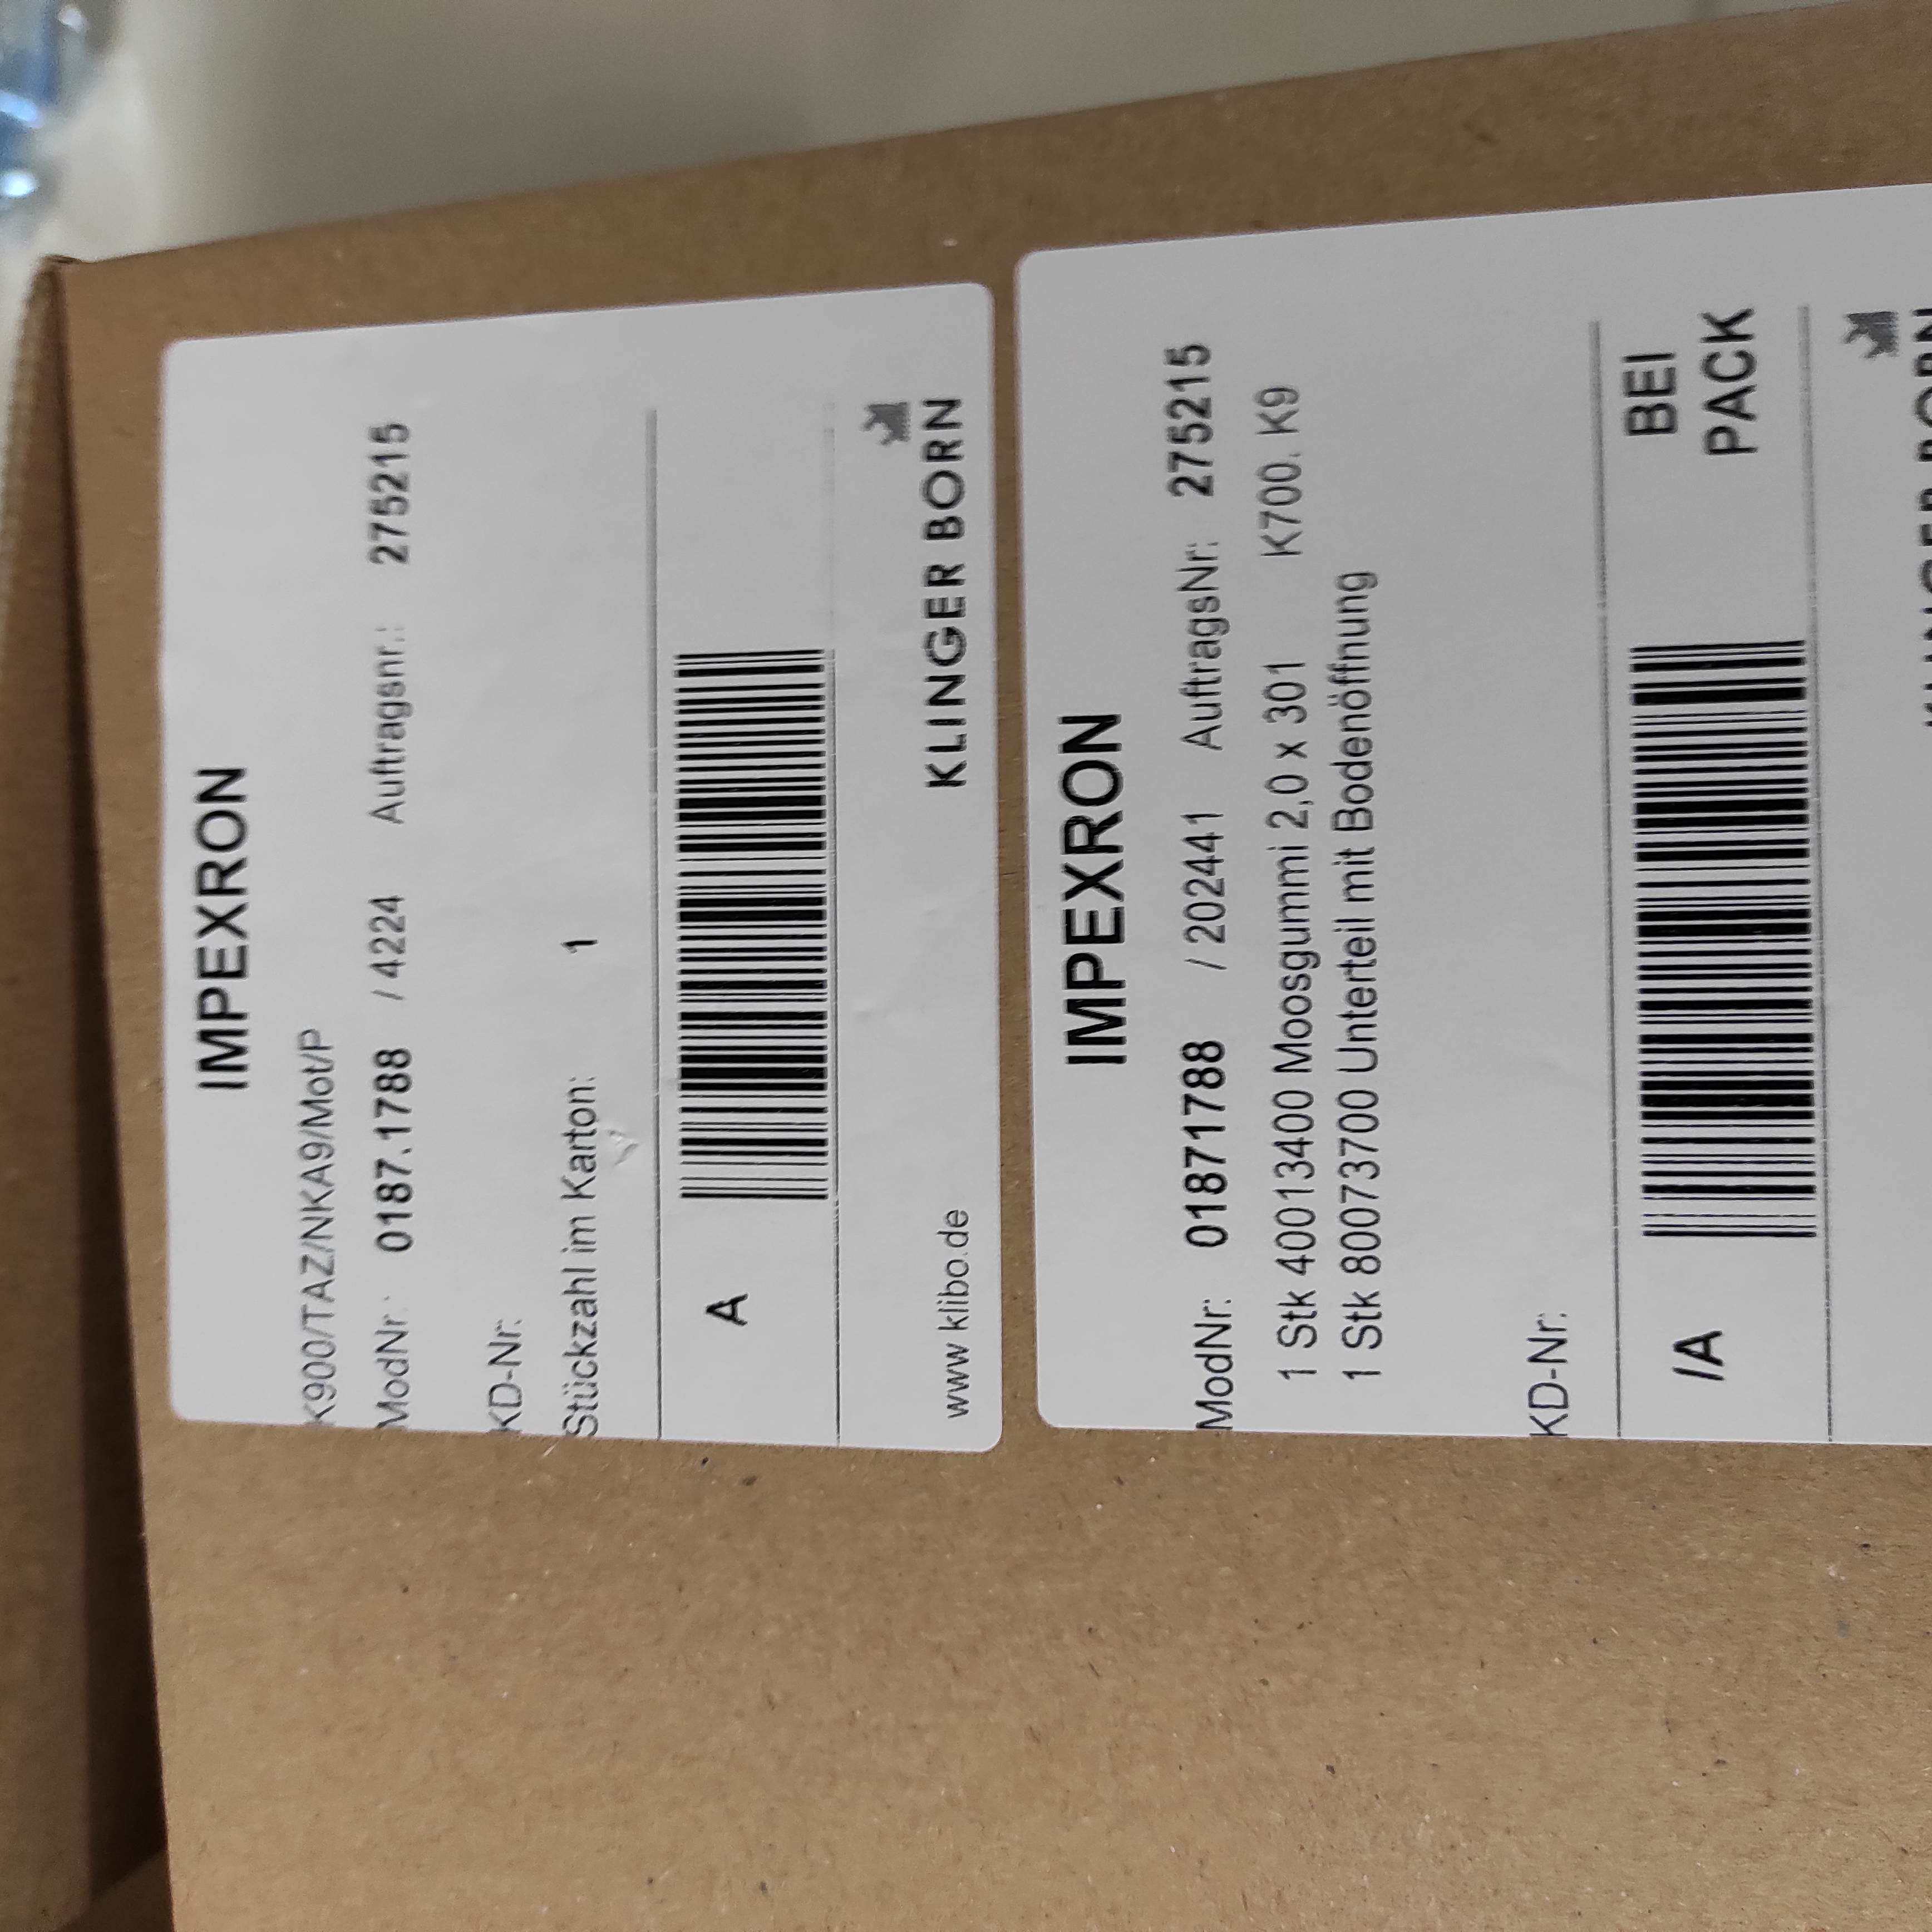 IMPEXRON
K900/TAZ/NKA9/Mot/P
ModNr.: 0187.1788 / 4224 Auftragsnr.: 275215
KD-Nr.:
Stückzahl im Karton: 1
A
www.klibo.de
KLINGER BORN
IMPEXRON
ModNr.: 01871788 / 202441 AuftragsNr.: 275215
1 Stk 40013400 Moosgummi 2,0 x 301 K700. K9
1 Stk 80073700 Unterteil mit Bodenöffnung
KD-Nr.:
/A
BEI
PACK
KLINGER BORN